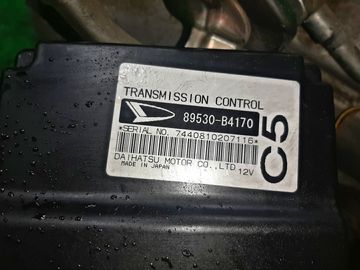 TRANSMISSION CONTROL
89530-B4170
*SERIAL NO. 7440810207116*
DAIHATSU MOTOR CO.,LTD
MADE IN JAPAN 12V
C5